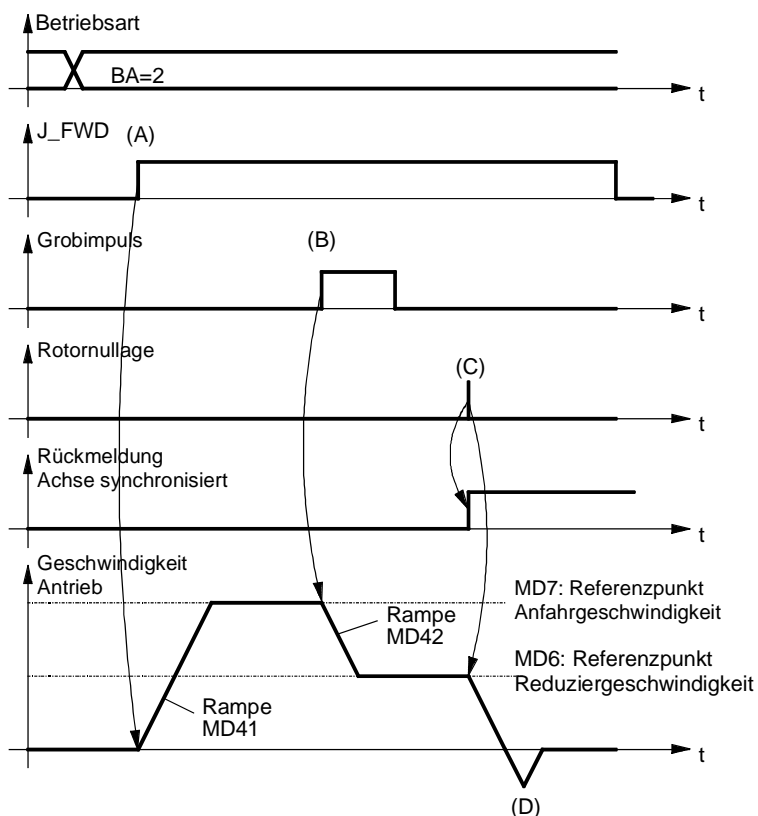 Betriebsart
BA=2
t
J_FWD
(A)
t
Grobimpuls
(B)
t
Rotornullage
(C)
t
Rückmeldung
Achse synchronisiert
t
Geschwindigkeit
Antrieb
MD7: Referenzpunkt
Anfahrgeschwindigkeit
Rampe
MD42
MD6: Referenzpunkt
Reduziergeschwindigkeit
Rampe
MD41
t
(D)